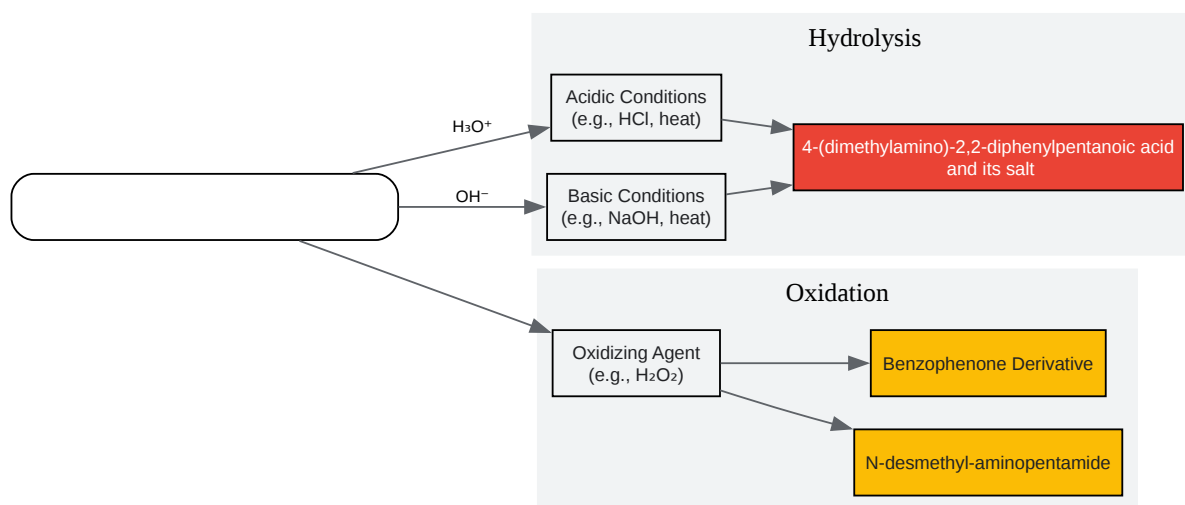 Hydrolysis
Acidic Conditions
(e.g., HCl, heat)
H₃O⁺
4-(dimethylamino)-2,2-diphenylpentanoic acid
and its salt
OH⁻
Basic Conditions
(e.g., NaOH, heat)
Oxidation
Oxidizing Agent
(e.g., H₂O₂)
Benzophenone Derivative
N-desmethyl-aminopentamide